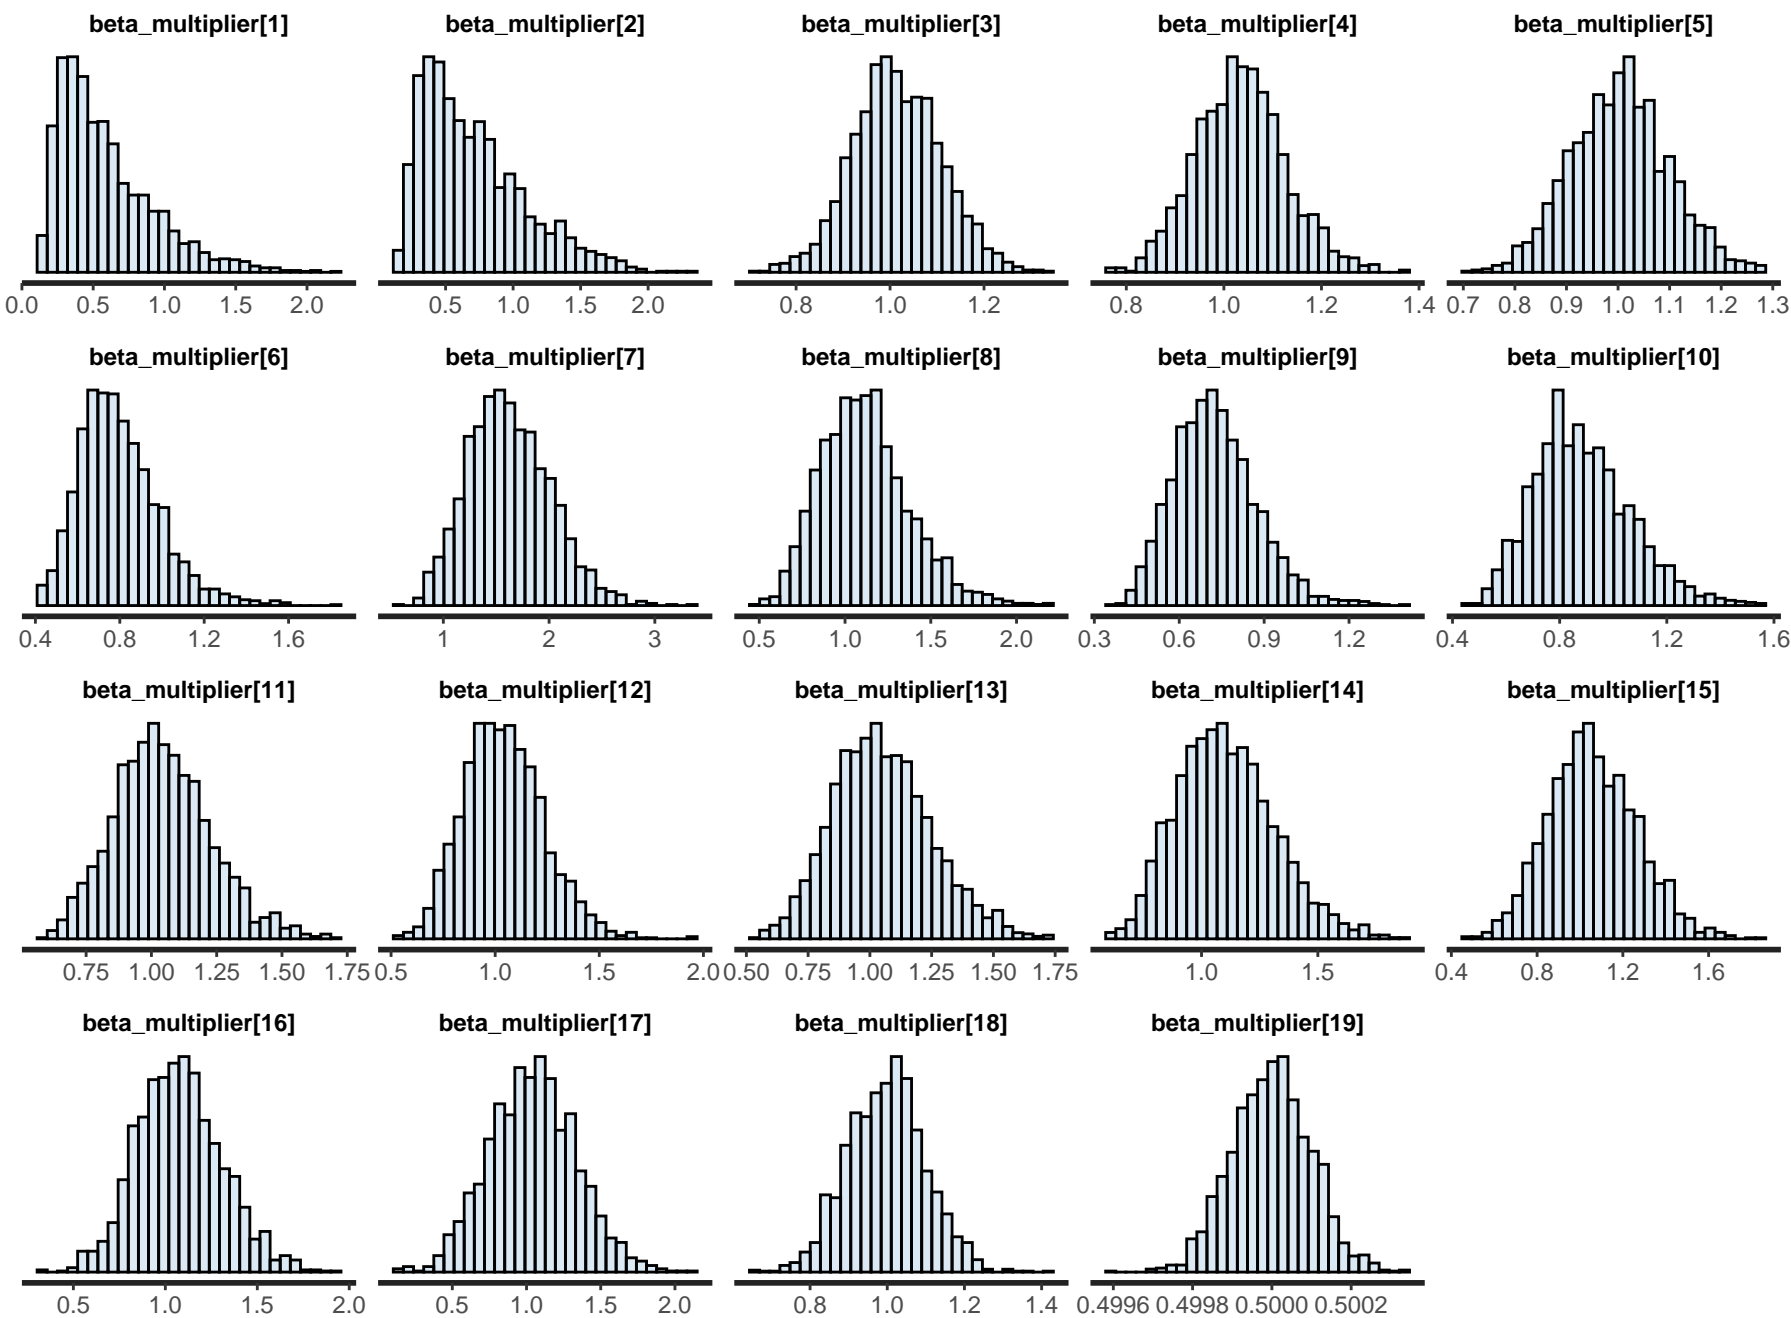 beta_multiplier[1] beta_multiplier[2] beta_multiplier[3] beta_multiplier[4] beta_multiplier[5]
0.0 0.5 1.0 1.5 2.0 0.5 1.0 1.5 2.0 0.8 1.0 1.2 0.8 1.0 1.2 1.4 0.7 0.8 0.9 1.0 1.1 1.2 1.3
beta_multiplier[6] beta_multiplier[7] beta_multiplier[8] beta_multiplier[9] beta_multiplier[10]
0.4 0.8 1.2 1.6 1 2 3 0.5 1.0 1.5 2.0 0.3 0.6 0.9 1.2 0.4 0.8 1.2 1.6
beta_multiplier[11] beta_multiplier[12] beta_multiplier[13] beta_multiplier[14] beta_multiplier[15]
0.75 1.00 1.25 1.50 1.75 0.5 1.0 1.5 2.0 0.50 0.75 1.00 1.25 1.50 1.75 1.0 1.5 0.4 0.8 1.2 1.6
beta_multiplier[16] beta_multiplier[17] beta_multiplier[18] beta_multiplier[19]
0.5 1.0 1.5 2.0 0.5 1.0 1.5 2.0 0.8 1.0 1.2 1.4 0.4996 0.4998 0.5000 0.5002